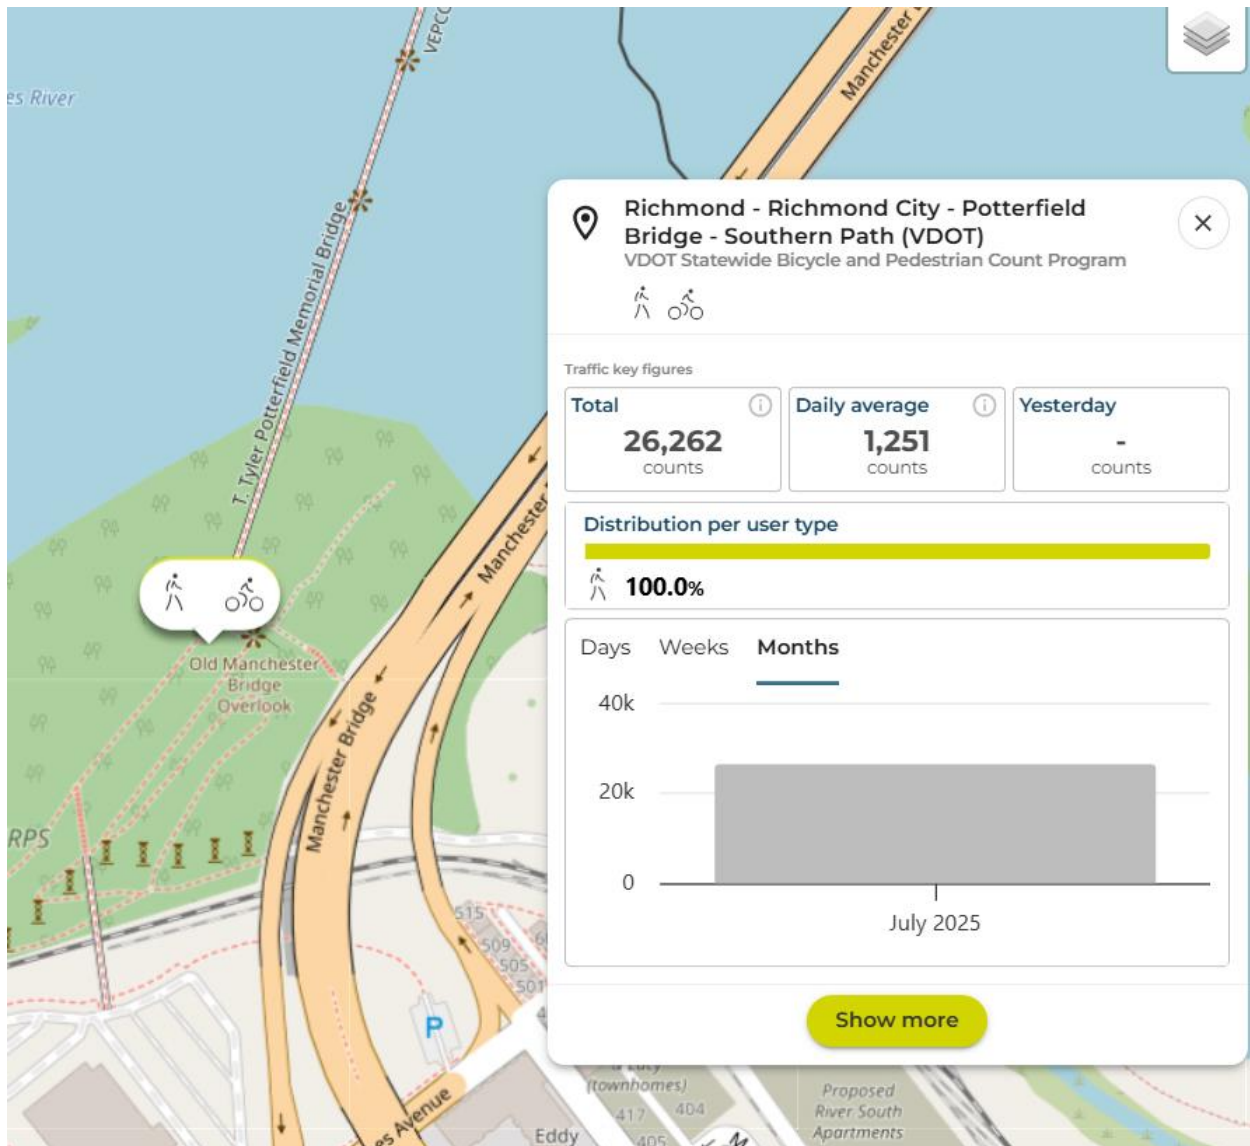 es River
VEPCO
Manchester B
T. Tyler Potterfield Memorial Bridge
Manchester
Old Manchester
Bridge
Overlook
Manchester Bridge
RPS
515
509
505
501
P
es Avenue
Eddy
(townhomes)
417
404
405
Proposed
River South
Apartments
Richmond - Richmond City - Potterfield
Bridge - Southern Path (VDOT)
VDOT Statewide Bicycle and Pedestrian Count Program
Traffic key figures
Total
26,262
counts
Daily average
1,251
counts
Yesterday
-
counts
Distribution per user type
100.0%
Days Weeks Months
40k
20k
0
July 2025
Show more